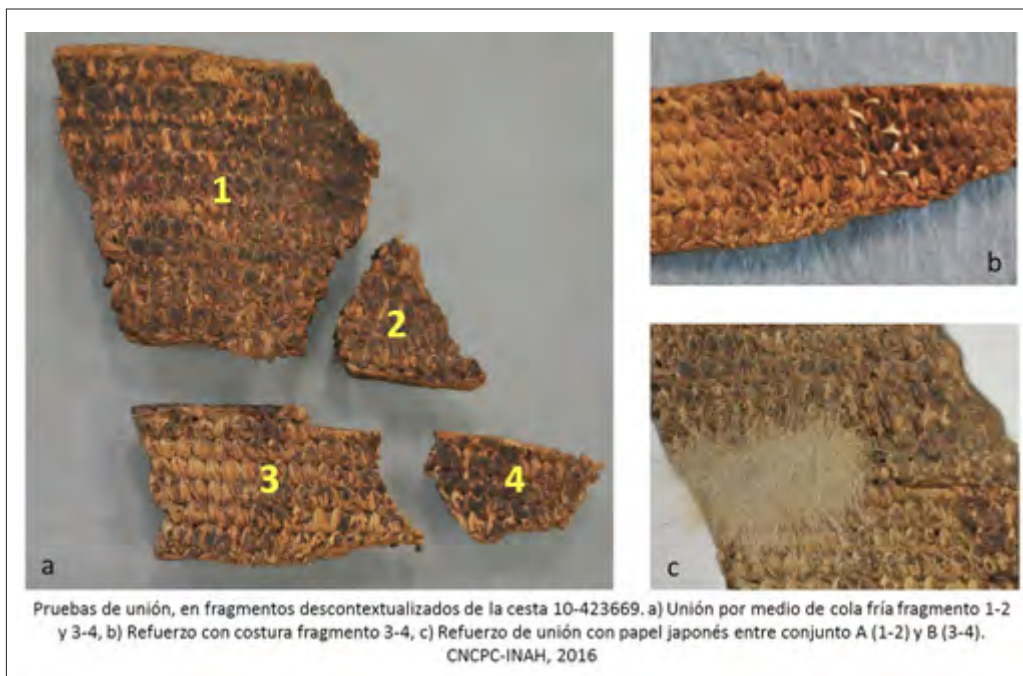 1
2
3
4
a
b
c
Pruebas de unión, en fragmentos descontextualizados de la cesta 10-423669. a) Unión por medio de cola fría fragmento 1-2
y 3-4, b) Refuerzo con costura fragmento 3-4, c) Refuerzo de unión con papel japonés entre conjunto A (1-2) y B (3-4).
CNCPC-INAH, 2016